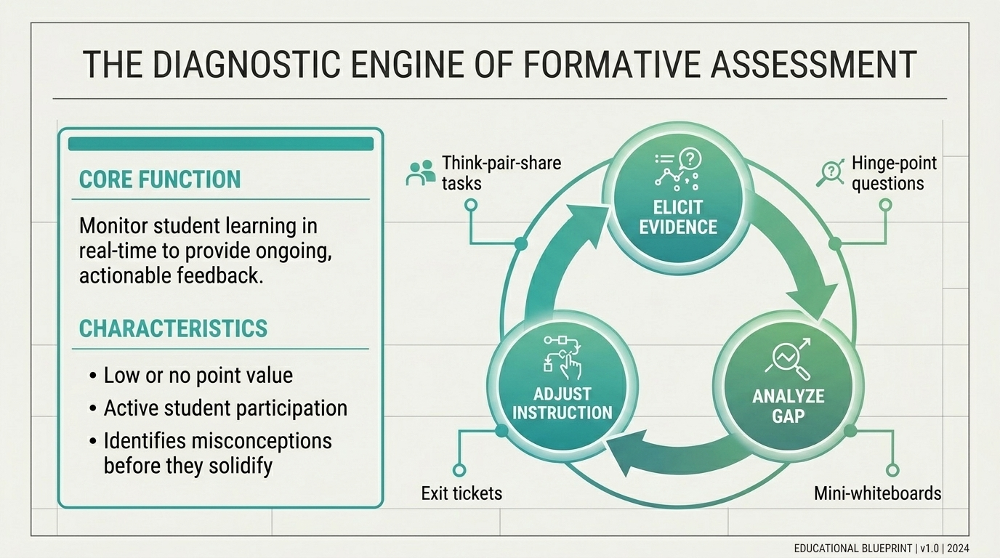 THE DIAGNOSTIC ENGINE OF FORMATIVE ASSESSMENT
CORE FUNCTION
Monitor student learning in
real-time to provide ongoing,
actionable feedback.
CHARACTERISTICS
• Low or no point value
• Active student participation
• Identifies misconceptions
before they solidify
Think-pair-share
tasks
Hinge-point
questions
ELICIT
EVIDENCE
ADJUST
INSTRUCTION
ANALYZE
GAP
Exit tickets
Mini-whiteboards
EDUCATIONAL BLUEPRINT | v1.0 | 2024